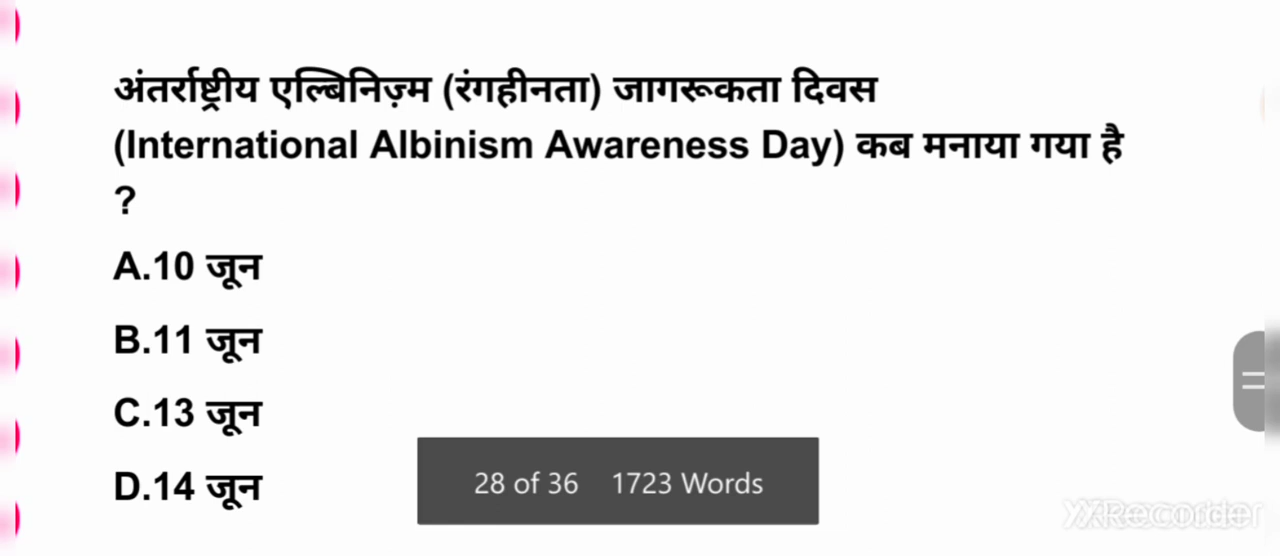 अंतर्राष्ट्रीय एल्बिनिज़्म (रंगहीनता) जागरूकता दिवस
(International Albinism Awareness Day) कब मनाया गया है
?
A.10 जून
B.11 जून
C.13 जून
D.14 जून
28 of 36 1723 Words
XRecorder